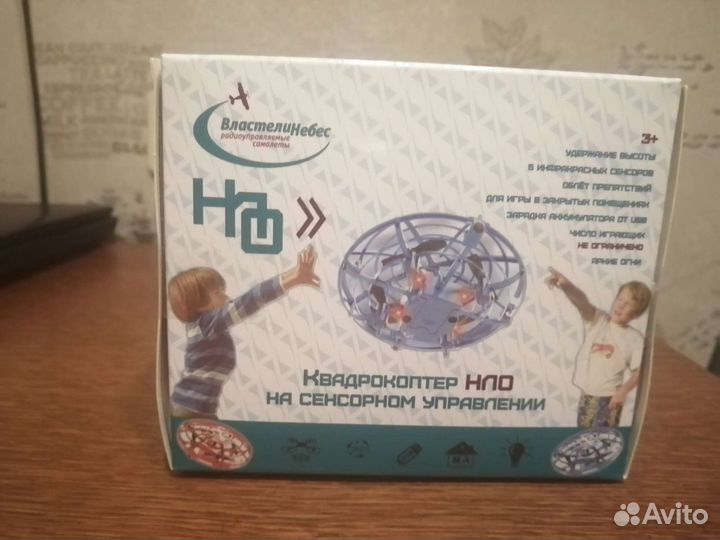 ВластелиНебес
радиоуправляемые
самолеты
НЛО
3+
УДЕРЖАНИЕ ВЫСОТЫ
5 ИНФРАКРАСНЫХ СЕНСОРОВ
ОБЛЁТ ПРЕПЯТСТВИЙ
ДЛЯ ИГРЫ В ЗАКРЫТЫХ ПОМЕЩЕНИЯХ
ЗАРЯДКА АККУМУЛЯТОРА ОТ USB
ЧИСЛО ИГРАЮЩИХ
НЕ ОГРАНИЧЕНО
ЯРКИЕ ОГНИ
КВАДРОКОПТЕР НЛО
НА СЕНСОРНОМ УПРАВЛЕНИИ
Avito